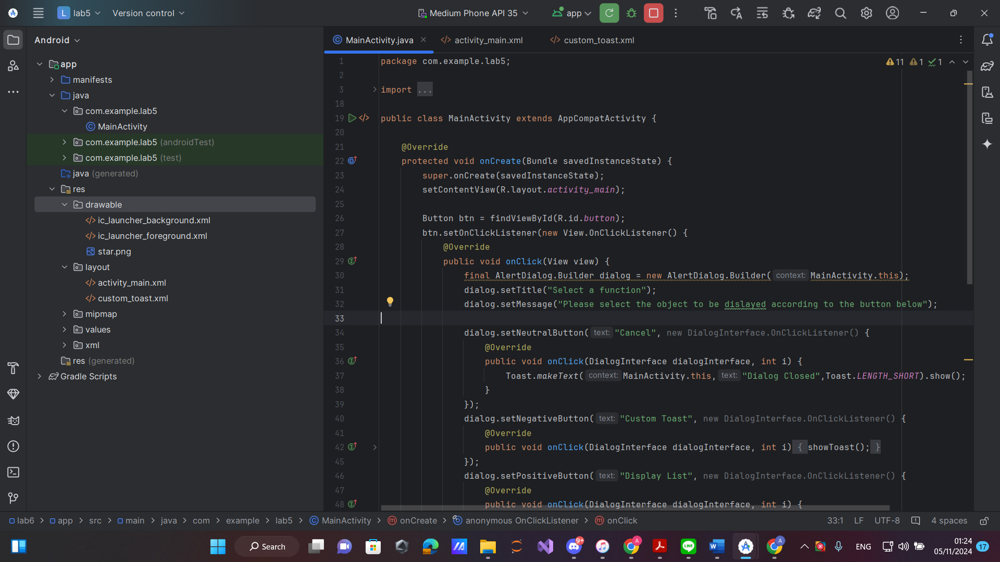 L lab5 Version control Medium Phone API 35 app
Android
MainActivity.java activity_main.xml custom_toast.xml
app
manifests
java
com.example.lab5
MainActivity
com.example.lab5 (androidTest)
com.example.lab5 (test)
java (generated)
res
drawable
ic_launcher_background.xml
ic_launcher_foreground.xml
star.png
layout
activity_main.xml
custom_toast.xml
mipmap
values
xml
res (generated)
Gradle Scripts
11 1 1
1 package com.example.lab5;
2
3 import ...
18
19 public class MainActivity extends AppCompatActivity {
20
21 @Override
22 protected void onCreate(Bundle savedInstanceState) {
23 super.onCreate(savedInstanceState);
24 setContentView(R.layout.activity_main);
25
26 Button btn = findViewById(R.id.button);
27 btn.setOnClickListener(new View.OnClickListener() {
28 @Override
29 public void onClick(View view) {
30 final AlertDialog.Builder dialog = new AlertDialog.Builder( context: MainActivity.this);
31 dialog.setTitle("Select a function");
32 dialog.setMessage("Please select the object to be dislayed according to the button below");
33
34 dialog.setNeutralButton( text: "Cancel", new DialogInterface.OnClickListener() {
35 @Override
36 public void onClick(DialogInterface dialogInterface, int i) {
37 Toast.makeText( context: MainActivity.this, text: "Dialog Closed",Toast.LENGTH_SHORT).show();
38 }
39 });
40 dialog.setNegativeButton( text: "Custom Toast", new DialogInterface.OnClickListener() {
41 @Override
42 public void onClick(DialogInterface dialogInterface, int i) { showToast(); }
45 });
46 dialog.setPositiveButton( text: "Display List", new DialogInterface.OnClickListener() {
47 @Override
48 public void onClick(DialogInterface dialogInterface, int i) {
lab6 > app > src > main > java > com > example > lab5 > MainActivity > onCreate > anonymous OnClickListener > onClick 33:1 LF UTF-8 4 spaces
Search 9+ A W A ENG 01:24
05/11/2024 17